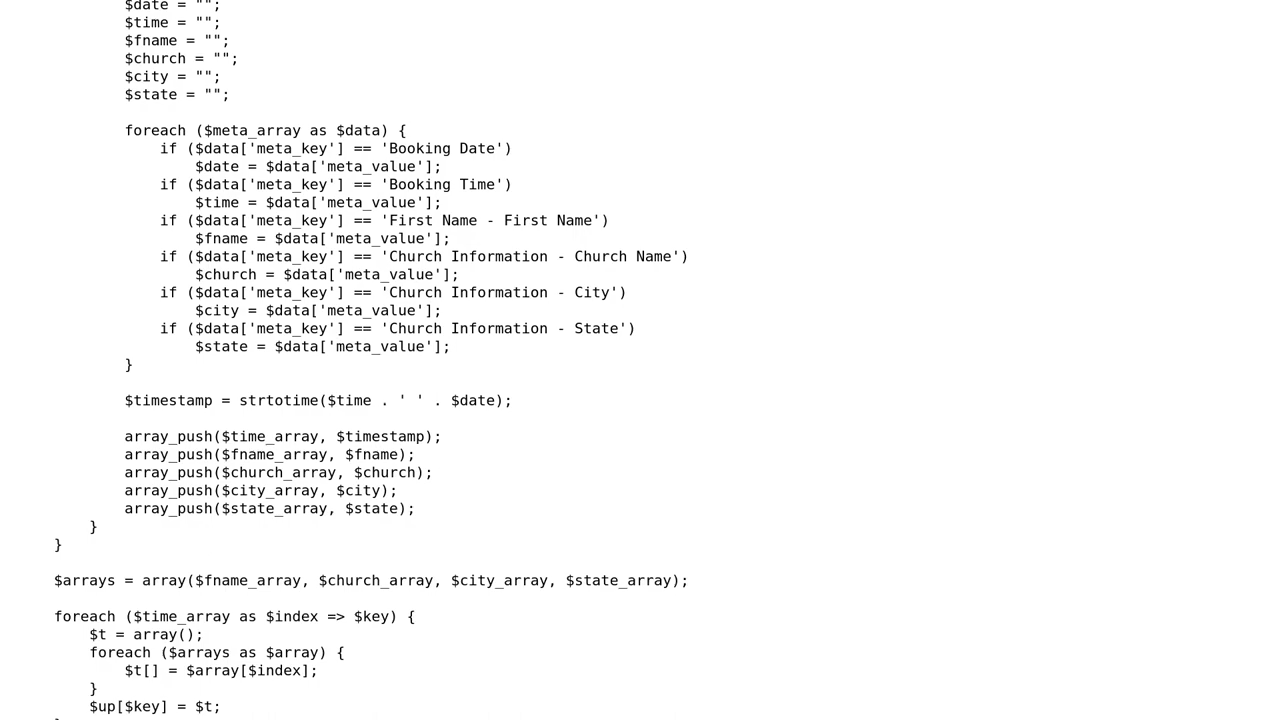 $date = "";
$time = "";
$fname = "";
$church = "";
$city = "";
$state = "";
foreach ($meta_array as $data) {
if ($data['meta_key'] == 'Booking Date')
$date = $data['meta_value'];
if ($data['meta_key'] == 'Booking Time')
$time = $data['meta_value'];
if ($data['meta_key'] == 'First Name - First Name')
$fname = $data['meta_value'];
if ($data['meta_key'] == 'Church Information - Church Name')
$church = $data['meta_value'];
if ($data['meta_key'] == 'Church Information - City')
$city = $data['meta_value'];
if ($data['meta_key'] == 'Church Information - State')
$state = $data['meta_value'];
}
$timestamp = strtotime($time . ' ' . $date);
array_push($time_array, $timestamp);
array_push($fname_array, $fname);
array_push($church_array, $church);
array_push($city_array, $city);
array_push($state_array, $state);
}
}
$arrays = array($fname_array, $church_array, $city_array, $state_array);
foreach ($time_array as $index => $key) {
$t = array();
foreach ($arrays as $array) {
$t[] = $array[$index];
}
$up[$key] = $t;